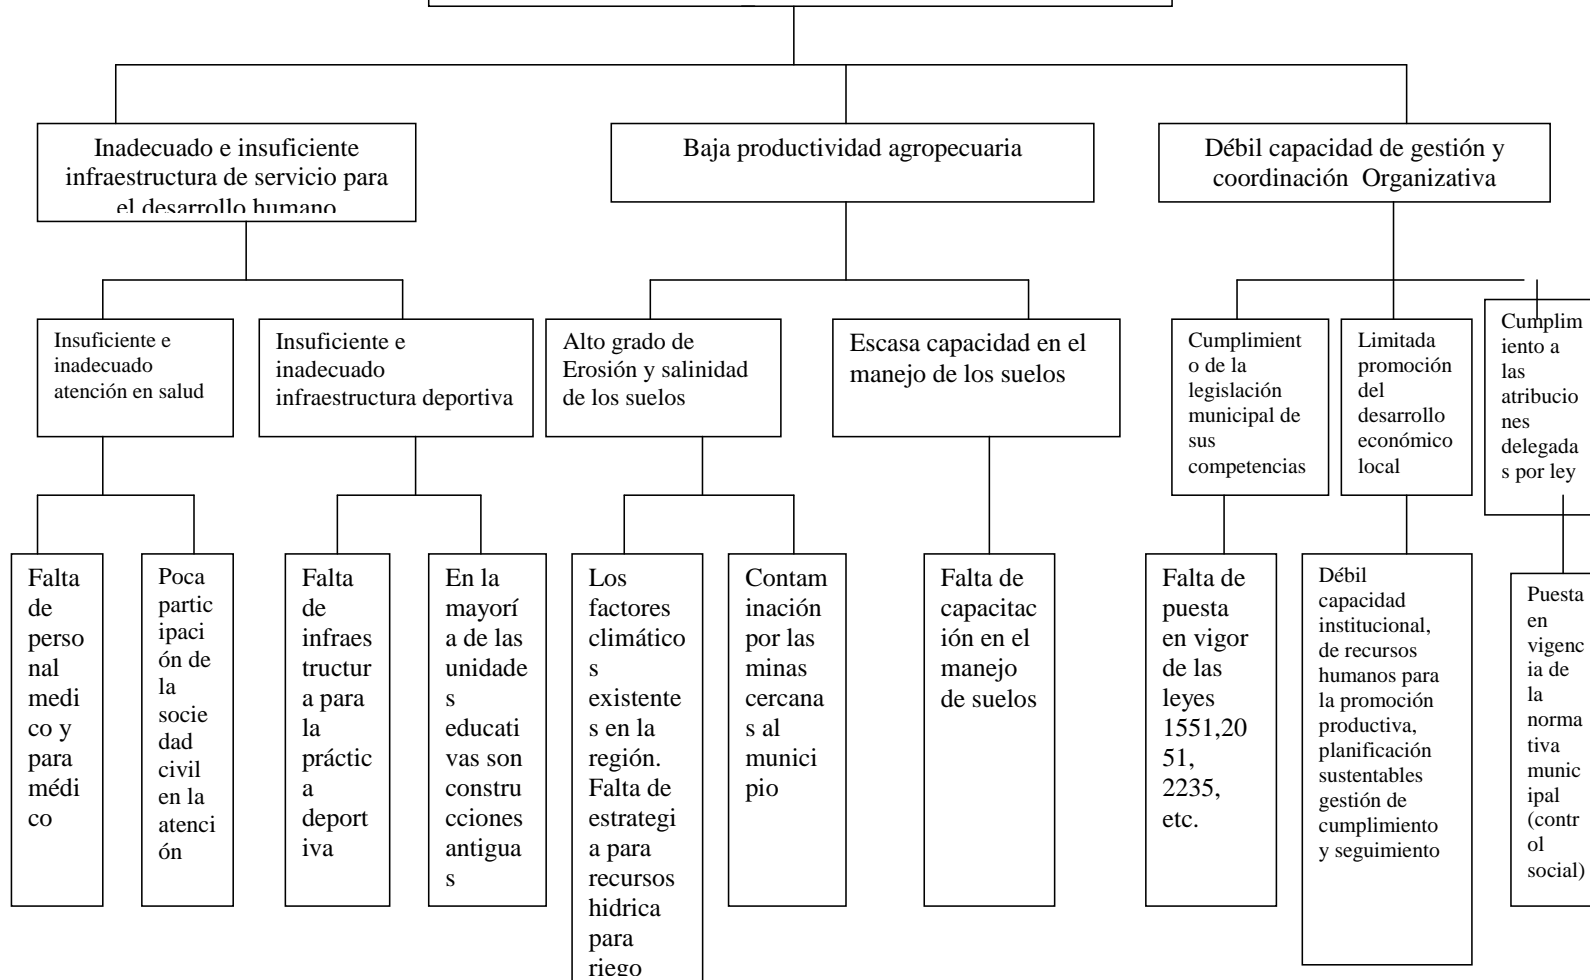 Inadecuado e insuficiente
infraestructura de servicio para
el desarrollo humano
Baja productividad agropecuaria
Débil capacidad de gestión y
coordinación Organizativa
Insuficiente e
inadecuado
atención en salud
Insuficiente e
inadecuado
infraestructura deportiva
Alto grado de
Erosión y salinidad
de los suelos
Escasa capacidad en el
manejo de los suelos
Cumplimient
o de la
legislación
municipal de
sus
competencias
Limitada
promoción
del
desarrollo
económico
local
Cumplim
iento a
las
atribucio
nes
delegada
s por ley
Falta
de
perso
nal
medi
co y
para
médi
co
Poca
partic
ipaci
ón de
la
socie
dad
civil
en la
atenci
ón
Falta
de
infraes
tructur
a para
la
práctic
a
deport
iva
En la
mayorí
a de las
unidade
s
educati
vas son
constru
cciones
antigua
s
Los
factores
climático
s
existente
s en la
región.
Falta de
estrategi
a para
recursos
hidrica
para
riego
Contam
inación
por las
minas
cercana
s al
munici
pio
Falta de
capacitac
ión en el
manejo
de suelos
Falta de
puesta
en vigor
de las
leyes
1551,20
51,
2235,
etc.
Débil
capacidad
institucional,
de recursos
humanos para
la promoción
productiva,
planificación
sustentables
gestión de
cumplimiento
y seguimiento
Puesta
en
vigenc
ia de
la
norma
tiva
munic
ipal
(contr
ol
social)